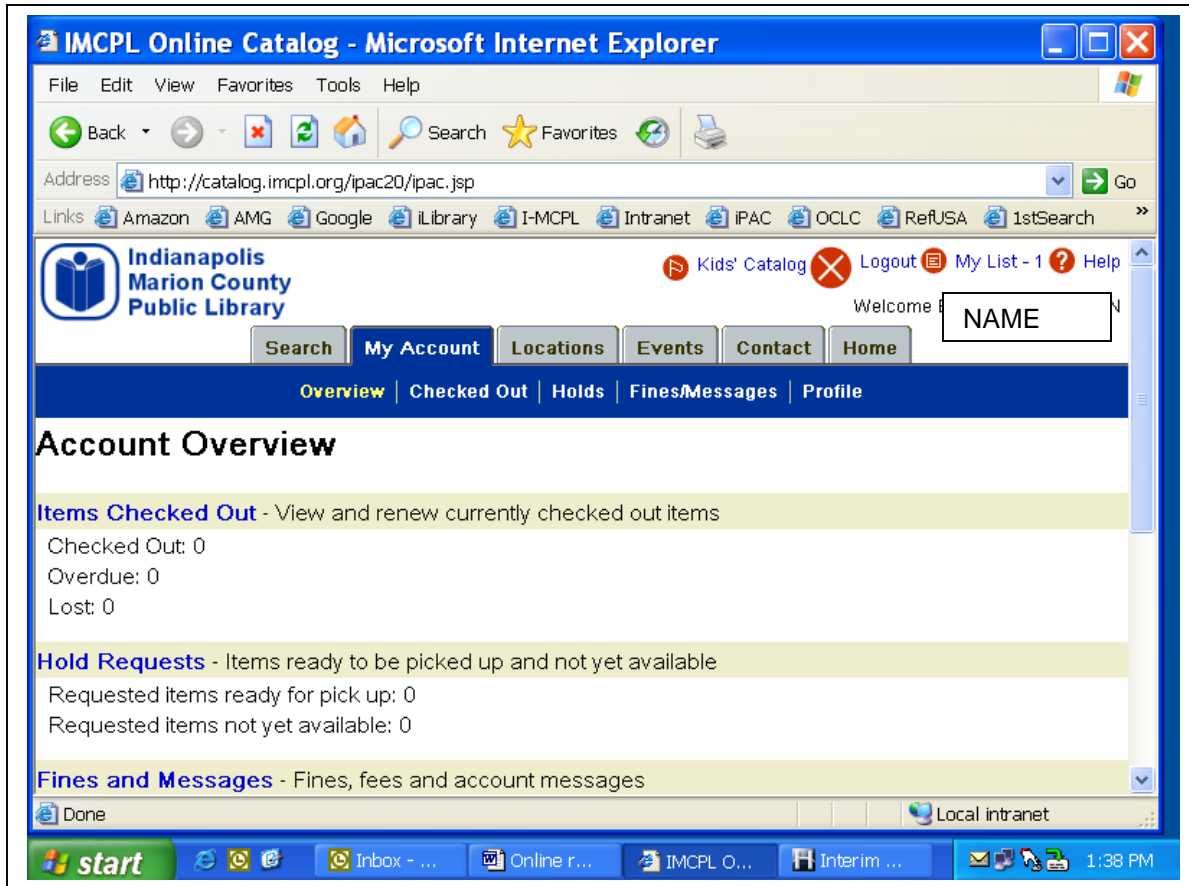 IMCPL Online Catalog - Microsoft Internet Explorer
File Edit View Favorites Tools Help
Back Search Favorites
Address http://catalog.imcpl.org/ipac20/ipac.jsp Go
Links Amazon AMG Google iLibrary I-MCPL Intranet iPAC OCLC RefUSA 1stSearch »
Indianapolis
Marion County
Public Library
Kids' Catalog Logout My List - 1 ? Help
Welcome NAME N
Search My Account Locations Events Contact Home
Overview | Checked Out | Holds | Fines/Messages | Profile
Account Overview
Items Checked Out - View and renew currently checked out items
Checked Out: 0
Overdue: 0
Lost: 0
Hold Requests - Items ready to be picked up and not yet available
Requested items ready for pick up: 0
Requested items not yet available: 0
Fines and Messages - Fines, fees and account messages
Done Local intranet
start Inbox - ... Online r... IMCPL O... Interim ... 1:38 PM